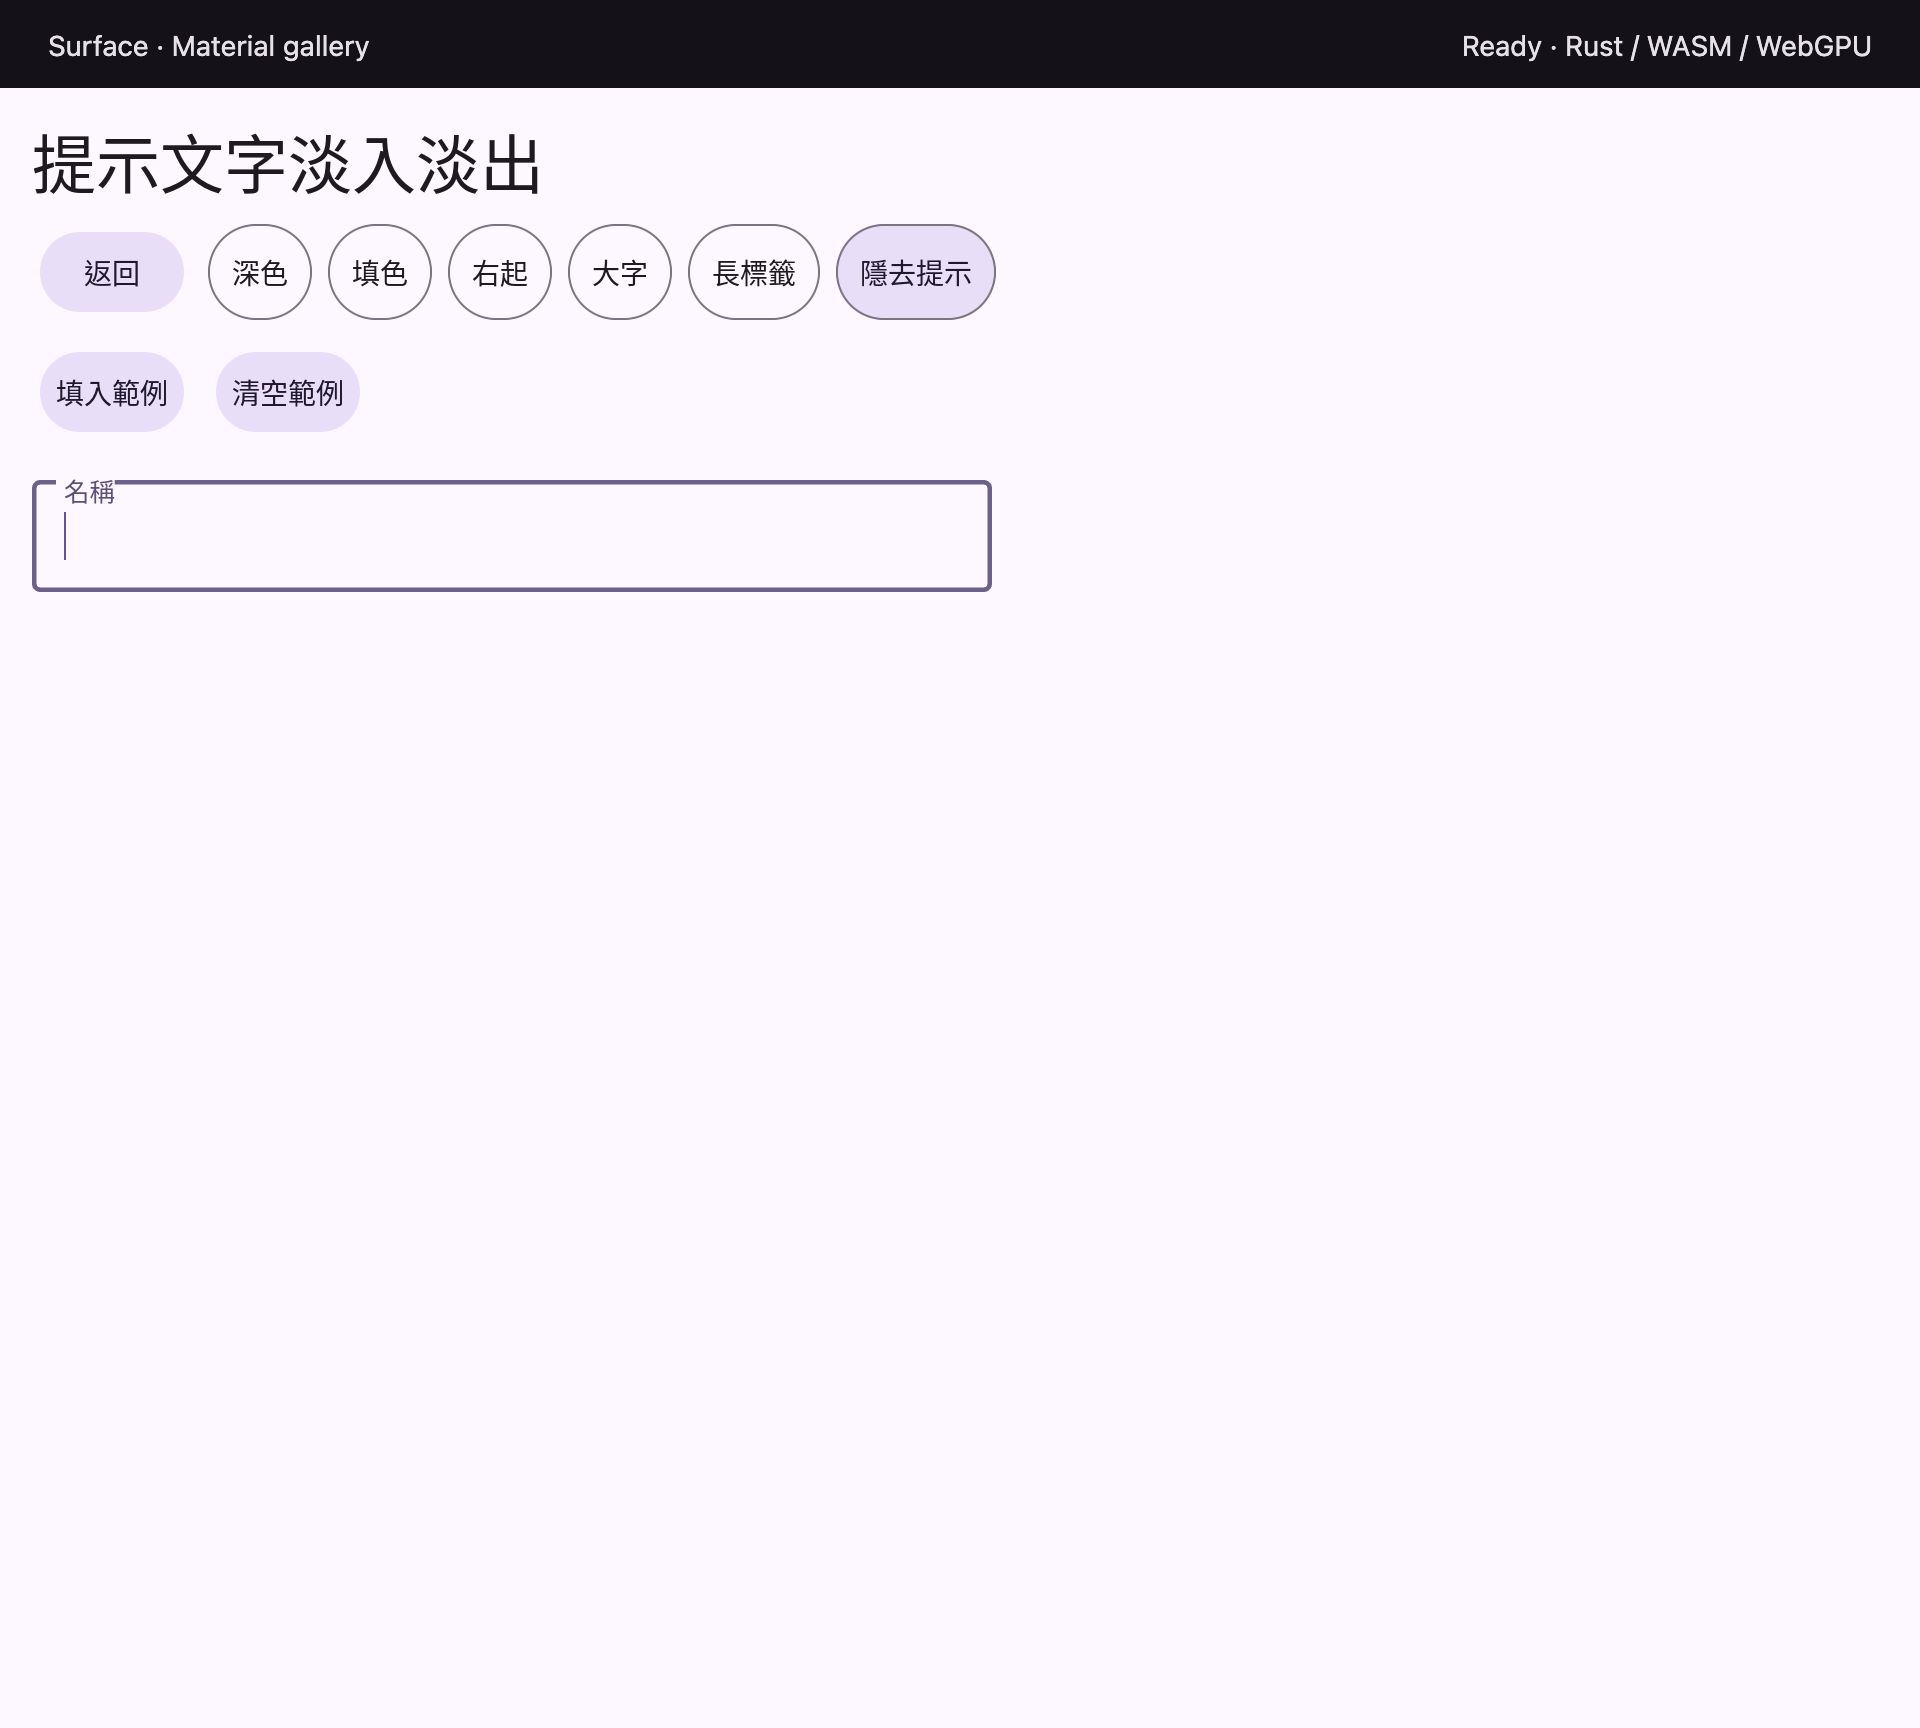 Surface · Material gallery
Ready · Rust / WASM / WebGPU
提示文字淡入淡出
返回 深色 填色 右起 大字 長標籤 隱去提示
填入範例 清空範例
名稱